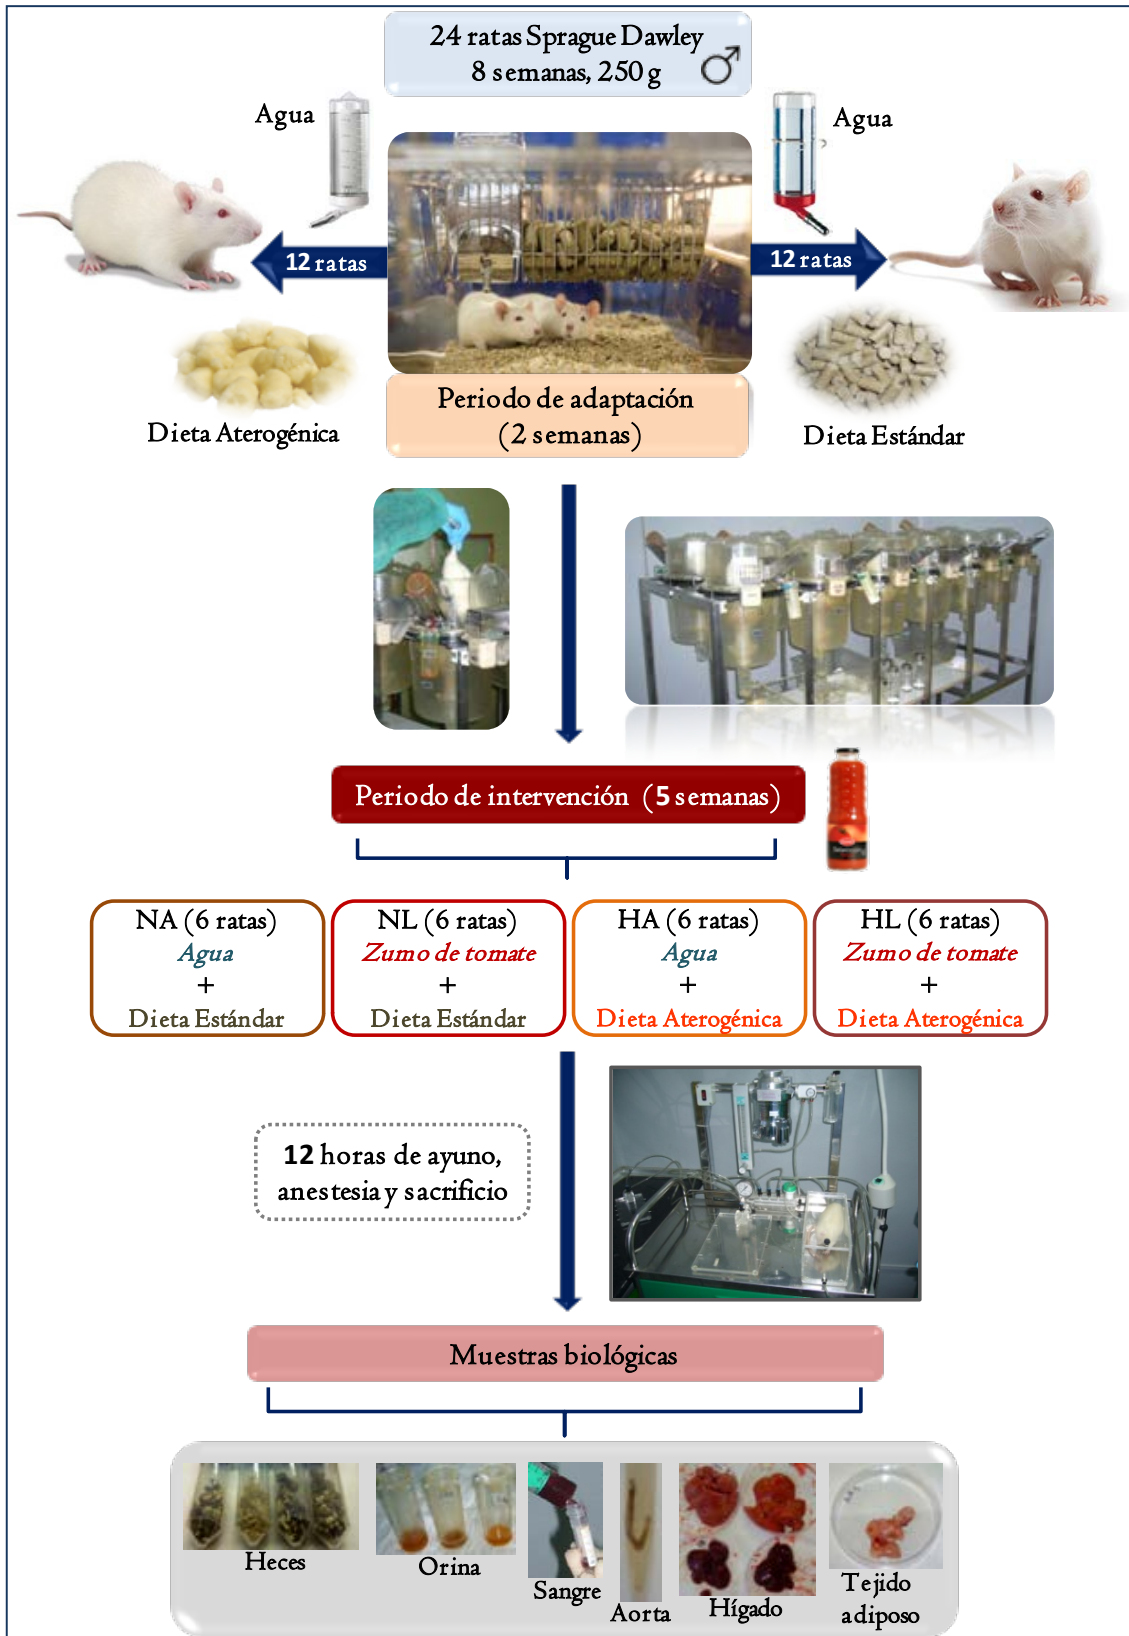 24 ratas Sprague Dawley
8 semanas, 250 g
Agua
Agua
12 ratas
12 ratas
Dieta Aterogénica
Periodo de adaptación
(2 semanas)
Dieta Estándar
Periodo de intervención (5 semanas)
NA (6 ratas)
Agua
+
Dieta Estándar
NL (6 ratas)
Zumo de tomate
+
Dieta Estándar
HA (6 ratas)
Agua
+
Dieta Aterogénica
HL (6 ratas)
Zumo de tomate
+
Dieta Aterogénica
12 horas de ayuno,
anestesia y sacrificio
Muestras biológicas
Heces
Orina
Sangre
Aorta
Hígado
Tejido
adiposo